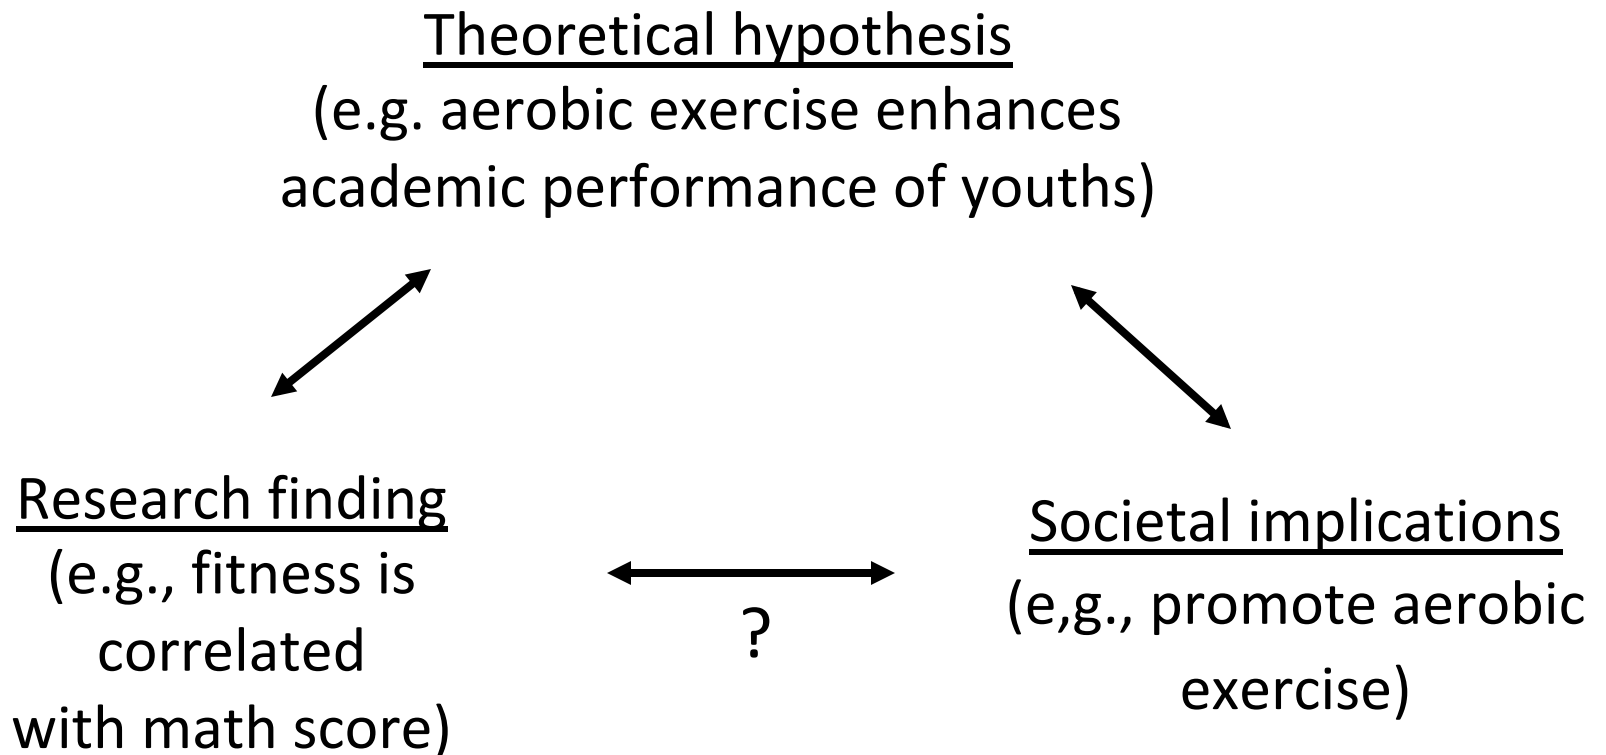 Theoretical hypothesis
(e.g. aerobic exercise enhances
academic performance of youths)
Research finding
(e.g., fitness is
correlated
with math score)
?
Societal implications
(e,g., promote aerobic
exercise)